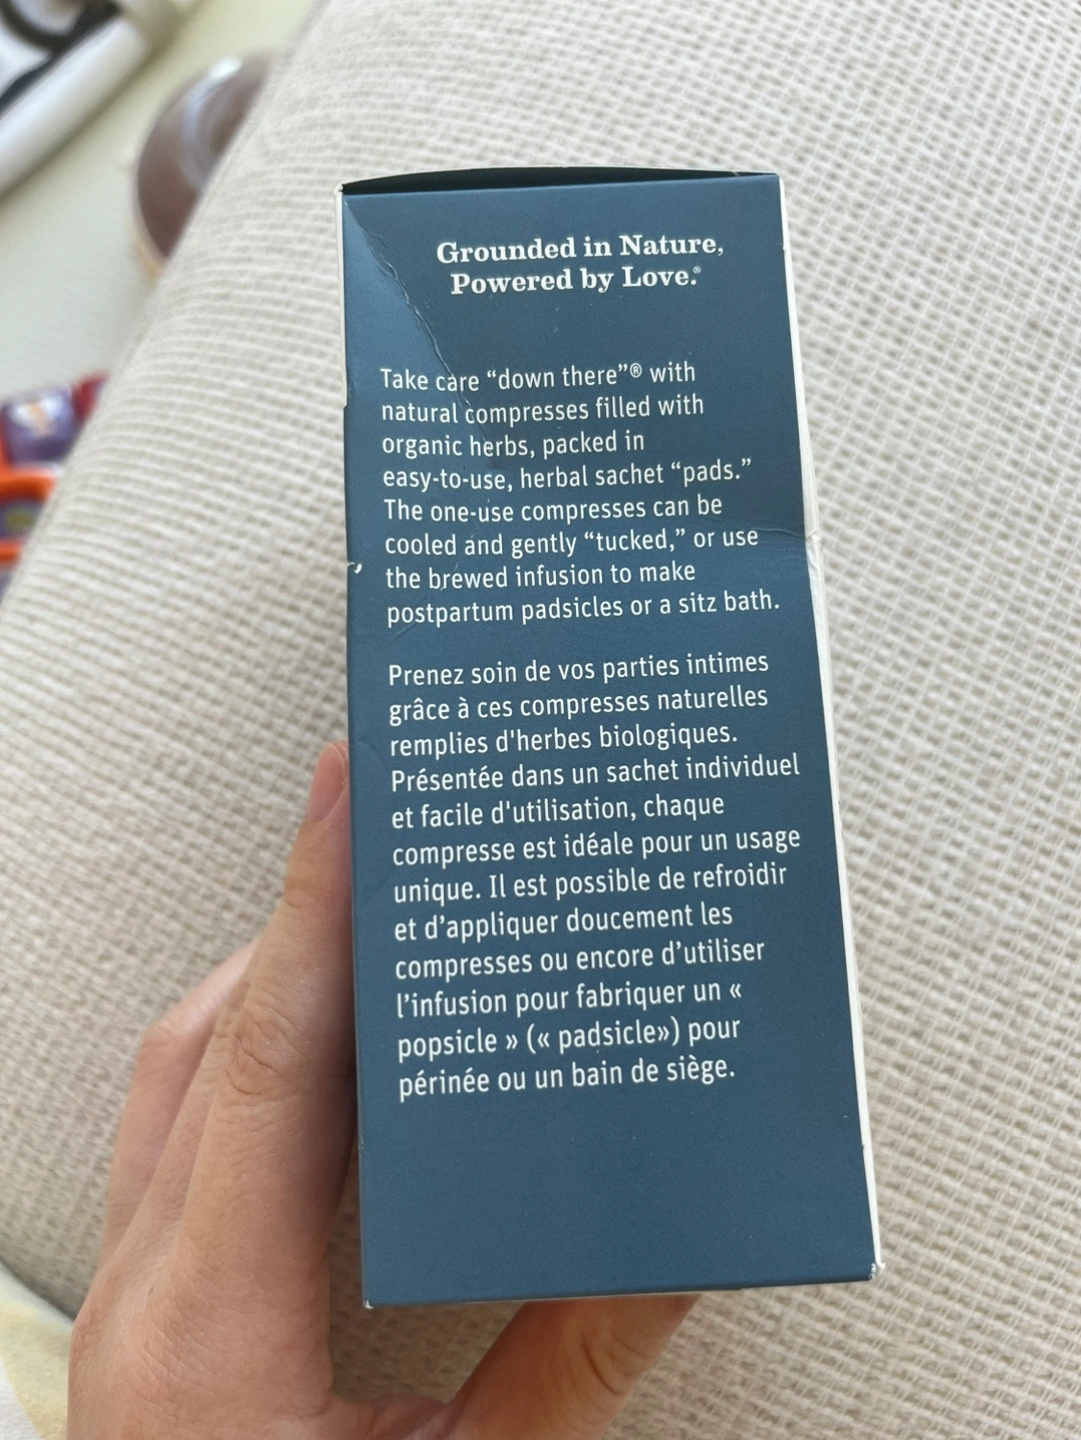 Grounded in Nature,
Powered by Love.®
Take care “down there”® with
natural compresses filled with
organic herbs, packed in
easy-to-use, herbal sachet “pads.”
The one-use compresses can be
cooled and gently “tucked,” or use
the brewed infusion to make
postpartum padsicles or a sitz bath.
Prenez soin de vos parties intimes
grâce à ces compresses naturelles
remplies d'herbes biologiques.
Présentée dans un sachet individuel
et facile d'utilisation, chaque
compresse est idéale pour un usage
unique. Il est possible de refroidir
et d’appliquer doucement les
compresses ou encore d’utiliser
l’infusion pour fabriquer un «
popsicle » (« padsicle») pour
périnée ou un bain de siège.